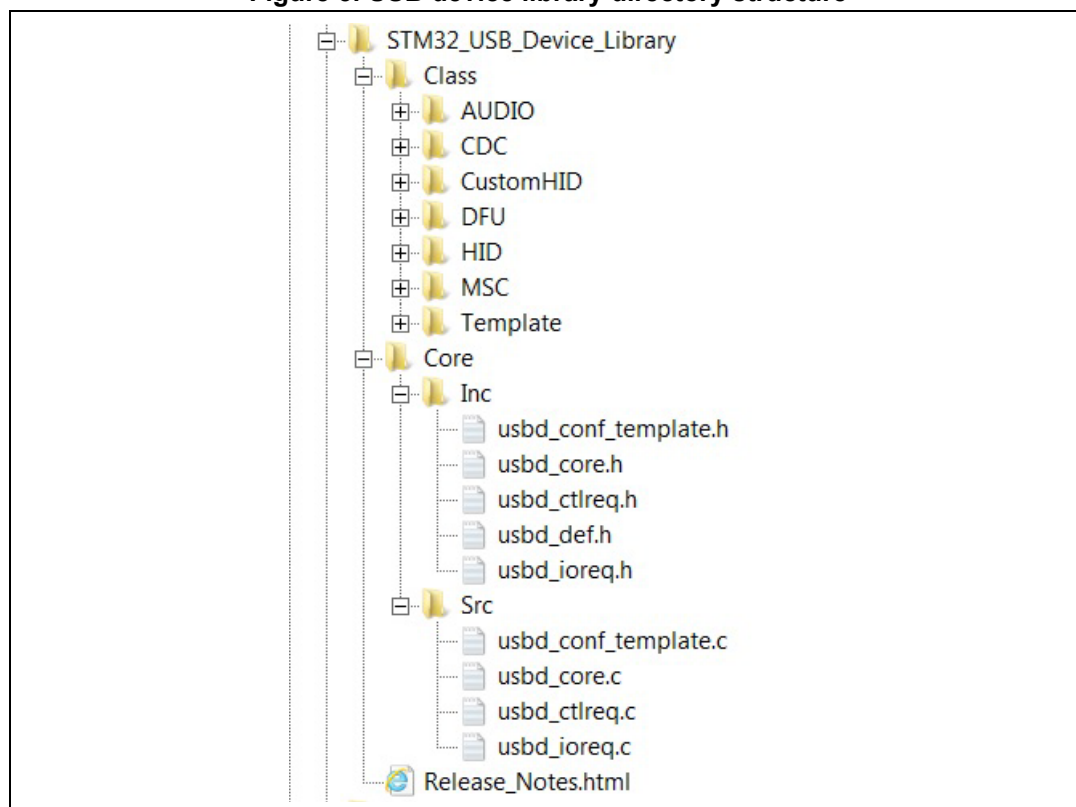 STM32_USB_Device_Library
Class
AUDIO
CDC
CustomHID
DFU
HID
MSC
Template
Core
Inc
usbd_conf_template.h
usbd_core.h
usbd_ctlreq.h
usbd_def.h
usbd_ioreq.h
Src
usbd_conf_template.c
usbd_core.c
usbd_ctlreq.c
usbd_ioreq.c
Release_Notes.html